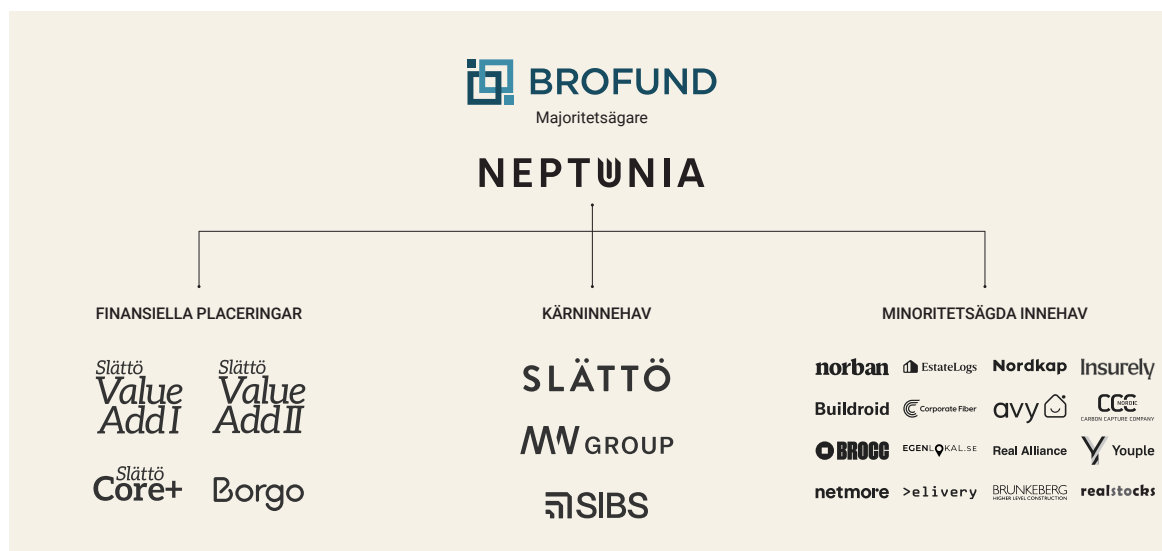 BROFUND
Majoritetsägare
NEPTUNIA
FINANSIELLA PLACERINGAR
Slättö
Value
Add I
Slättö
Value
Add II
Slättö
Core+
Borgo
KÄRNINNEHAV
SLÄTTÖ
MW GROUP
SIBS
MINORITETSÄGDA INNEHAV
norban
EstateLogs
Nordkap
Insurely
Buildroid
Corporate Fiber
avy
CCC
NORDIC
CARBON CAPTURE COMPANY
BROCC
EGENLOKAL.SE
Real Alliance
Youple
netmore
>elivery
BRUNKEBERG
HIGHER LEVEL CONSTRUCTION
realstocks